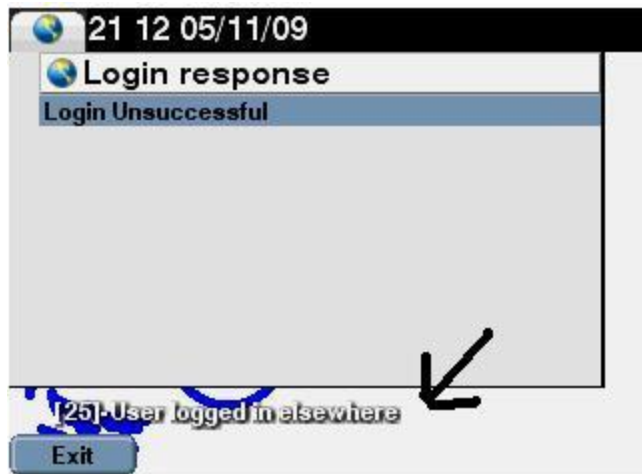 21 12 05/11/09
Login response
Login Unsuccessful
[25]-User logged in elsewhere
Exit